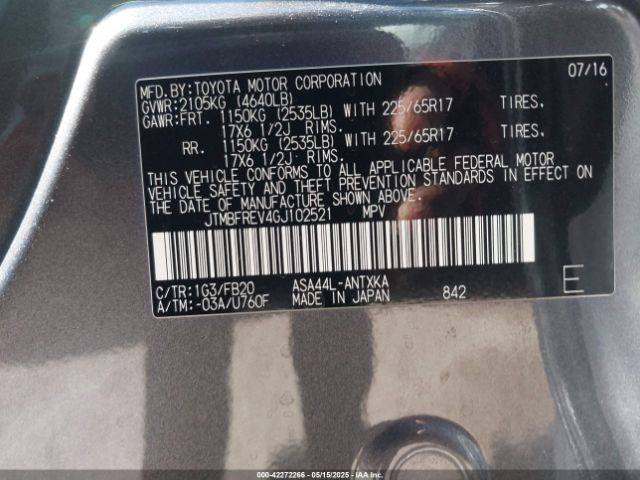 MFD.BY:TOYOTA MOTOR CORPORATION 07/16
GVWR:2105KG (4640LB)
GAWR:FRT. 1150KG (2535LB) WITH 225/65R17 TIRES.
17X6 1/2J RIMS.
RR. 1150KG (2535LB) WITH 225/65R17 TIRES.
17X6 1/2J RIMS.
THIS VEHICLE CONFORMS TO ALL APPLICABLE FEDERAL MOTOR
VEHICLE SAFETY AND THEFT PREVENTION STANDARDS IN EFFECT ON
THE DATE OF MANUFACTURE SHOWN ABOVE.
JTMBFREV4GJ102521 MPV
C/TR:1G3/FB20 ASA44L-ANTXKA
A/TM:-03A/U760F MADE IN JAPAN 842 E
000-42272266 - 05/15/2025 - IAA